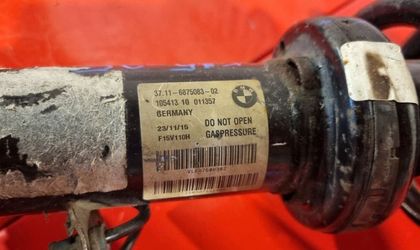 37.11-6875083-02
105413 10 011357
GERMANY
23/11/15 DO NOT OPEN
F15V110H GASPRESSURE